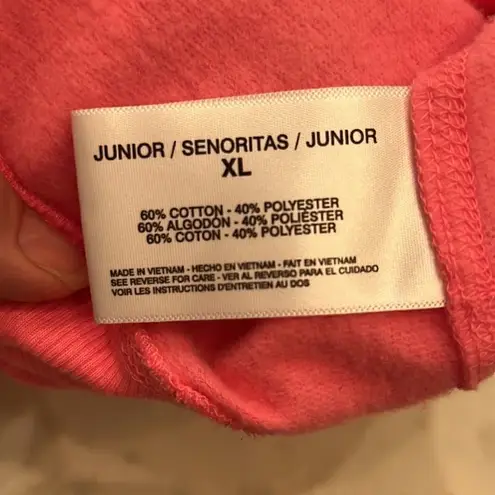 JUNIOR / SENORITAS / JUNIOR
XL
60% COTTON - 40% POLYESTER
60% ALGODÓN - 40% POLIÉSTER
60% COTON - 40% POLYESTER
MADE IN VIETNAM - HECHO EN VIETNAM - FAIT EN VIETNAM
SEE REVERSE FOR CARE - VER AL REVERSO PARA EL CUIDADO
VOIR LES INSTRUCTIONS D'ENTRETIEN AU DOS